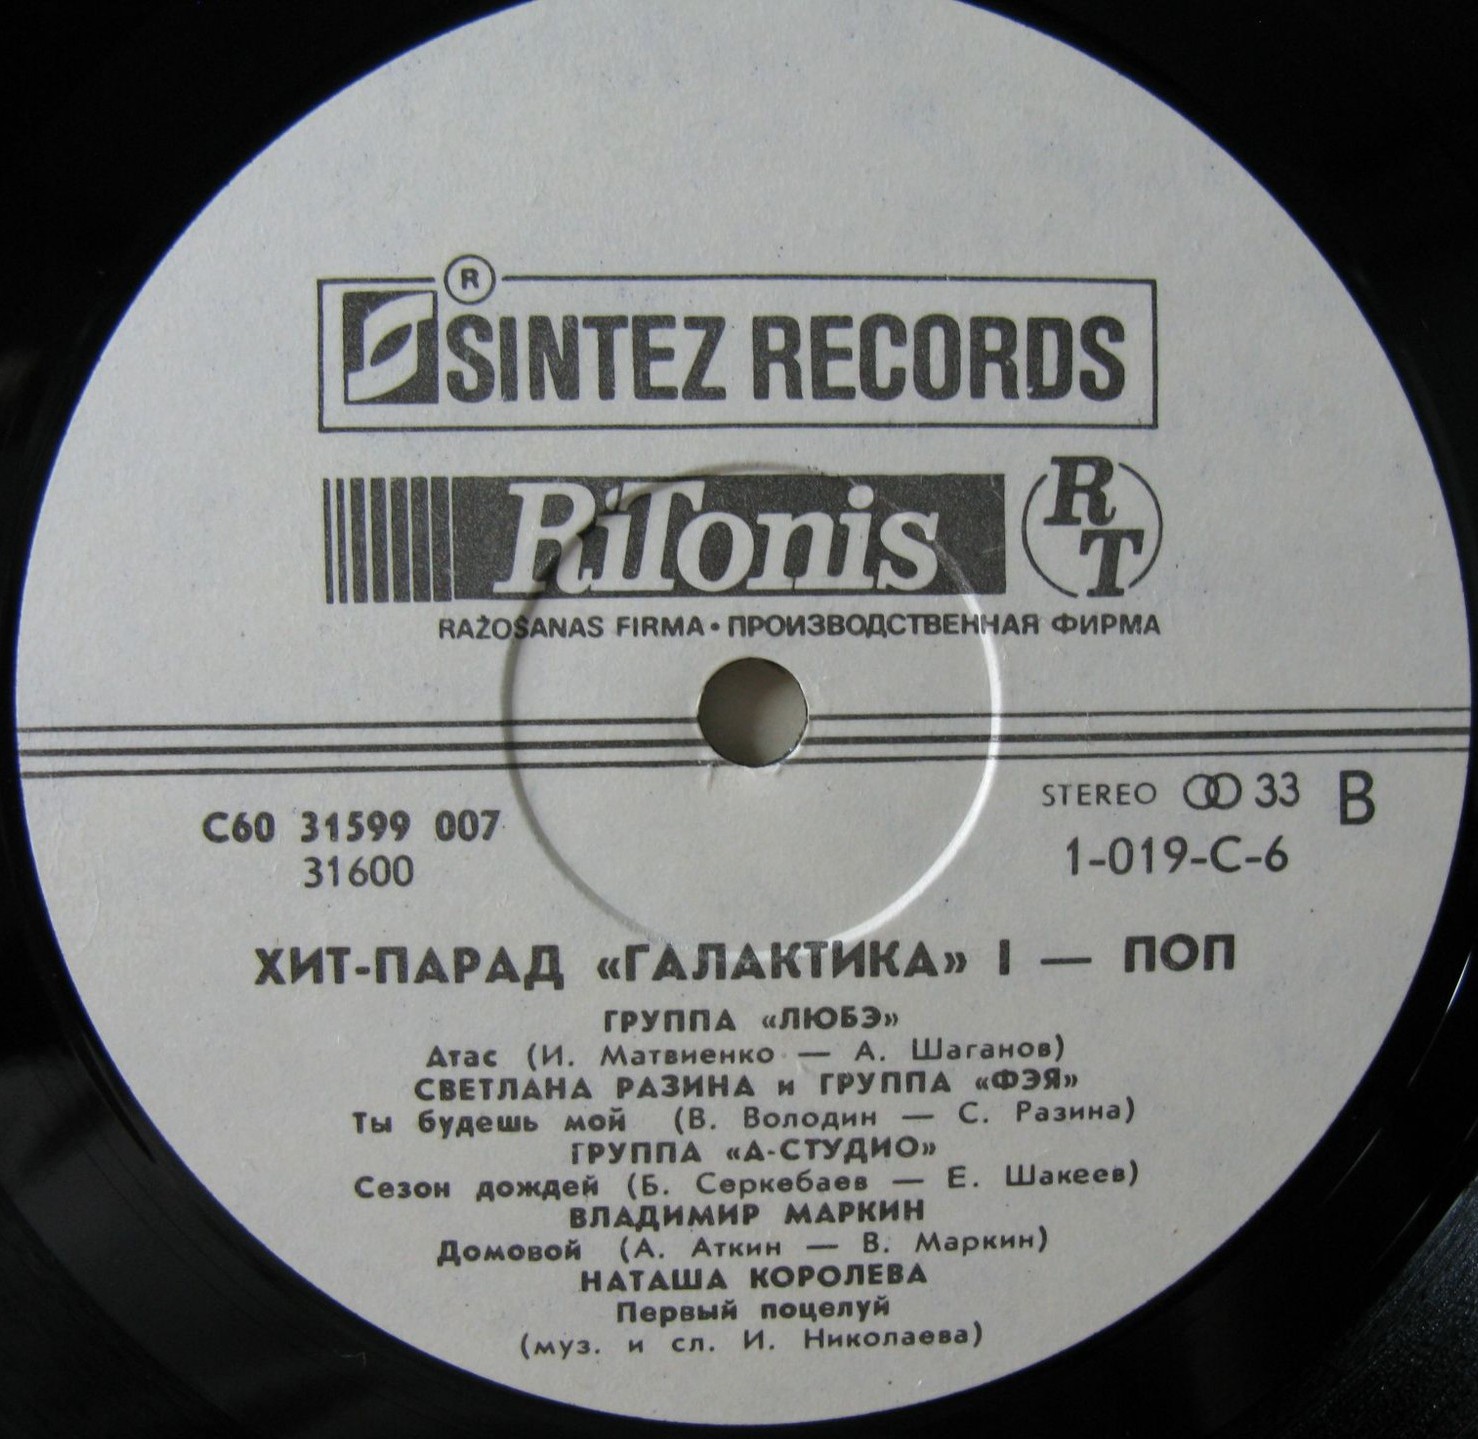 ®
SINTEZ RECORDS
RiTonis RT
RAŽOŠANAS FIRMA • ПРОИЗВОДСТВЕННАЯ ФИРМА
STEREO 33 B
С60 31599 007
1-019-C-6
31600
ХИТ-ПАРАД «ГАЛАКТИКА» I — ПОП
ГРУППА «ЛЮБЭ»
Атас (И. Матвиенко — А. Шаганов)
СВЕТЛАНА РАЗИНА и ГРУППА «ФЭЯ»
Ты будешь мой (В. Володин — С. Разина)
ГРУППА «А-СТУДИО»
Сезон дождей (Б. Серкебаев — Е. Шакеев)
ВЛАДИМИР МАРКИН
Домовой (А. Аткин — В. Маркин)
НАТАША КОРОЛЕВА
Первый поцелуй
(муз. и сл. И. Николаева)